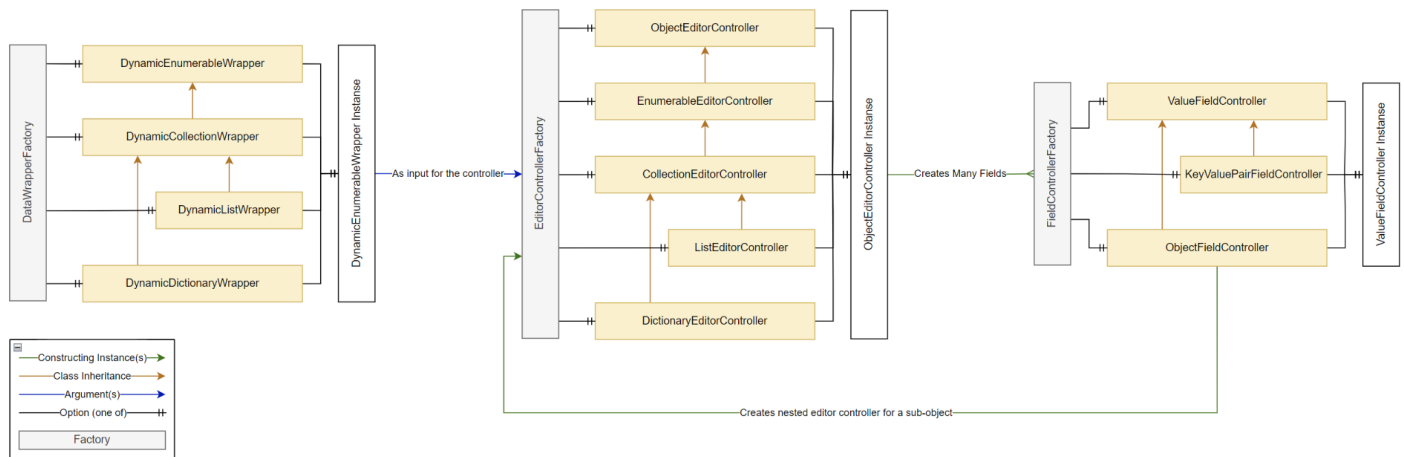 DataWrapperFactory
DynamicEnumerableWrapper
DynamicCollectionWrapper
DynamicListWrapper
DynamicDictionaryWrapper
DynamicEnumerableWrapper Instanse
As input for the controller
EditorControllerFactory
ObjectEditorController
EnumerableEditorController
CollectionEditorController
ListEditorController
DictionaryEditorController
ObjectEditorController Instanse
Creates Many Fields
FieldControllerFactory
ValueFieldController
KeyValuePairFieldController
ObjectFieldController
ValueFieldController Instanse
Creates nested editor controller for a sub-object
Constructing Instance(s)
Class Inheritance
Argument(s)
Option (one of)
Factory